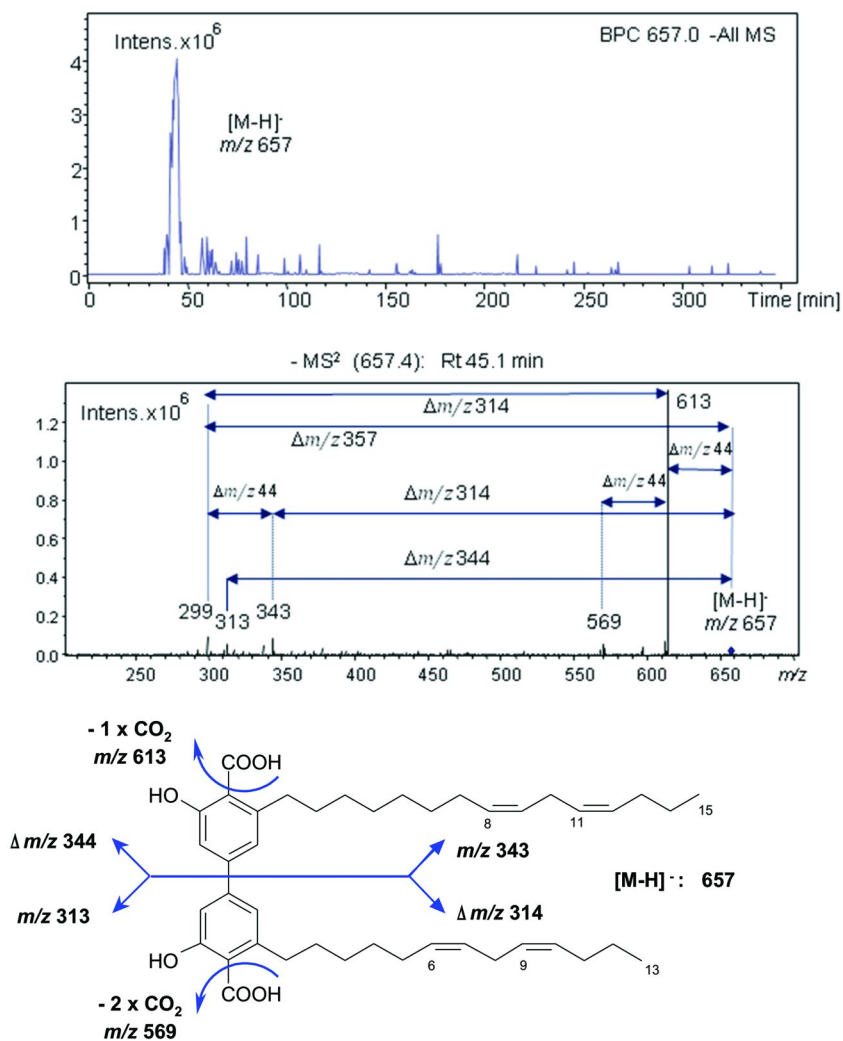 Intens.x10⁶
BPC 657.0 -All MS
4
3
2
1
0
[M-H]⁻
m/z 657
0
50
100
150
200
250
300
Time [min]
- MS² (657.4): Rt 45.1 min
Intens.x10⁶
1.2
1.0
0.8
0.6
0.4
0.2
0.0
Δm/z 314
613
Δm/z 357
Δm/z 44
Δm/z 44
Δm/z 314
Δm/z 44
Δm/z 344
299
313
343
569
[M-H]⁻
m/z 657
250
300
350
400
450
500
550
600
650
m/z
- 1 x CO₂
m/z 613
COOH
HO
8
11
15
Δ m/z 344
m/z 343
[M-H]⁻ : 657
m/z 313
Δ m/z 314
HO
6
9
13
COOH
- 2 x CO₂
m/z 569